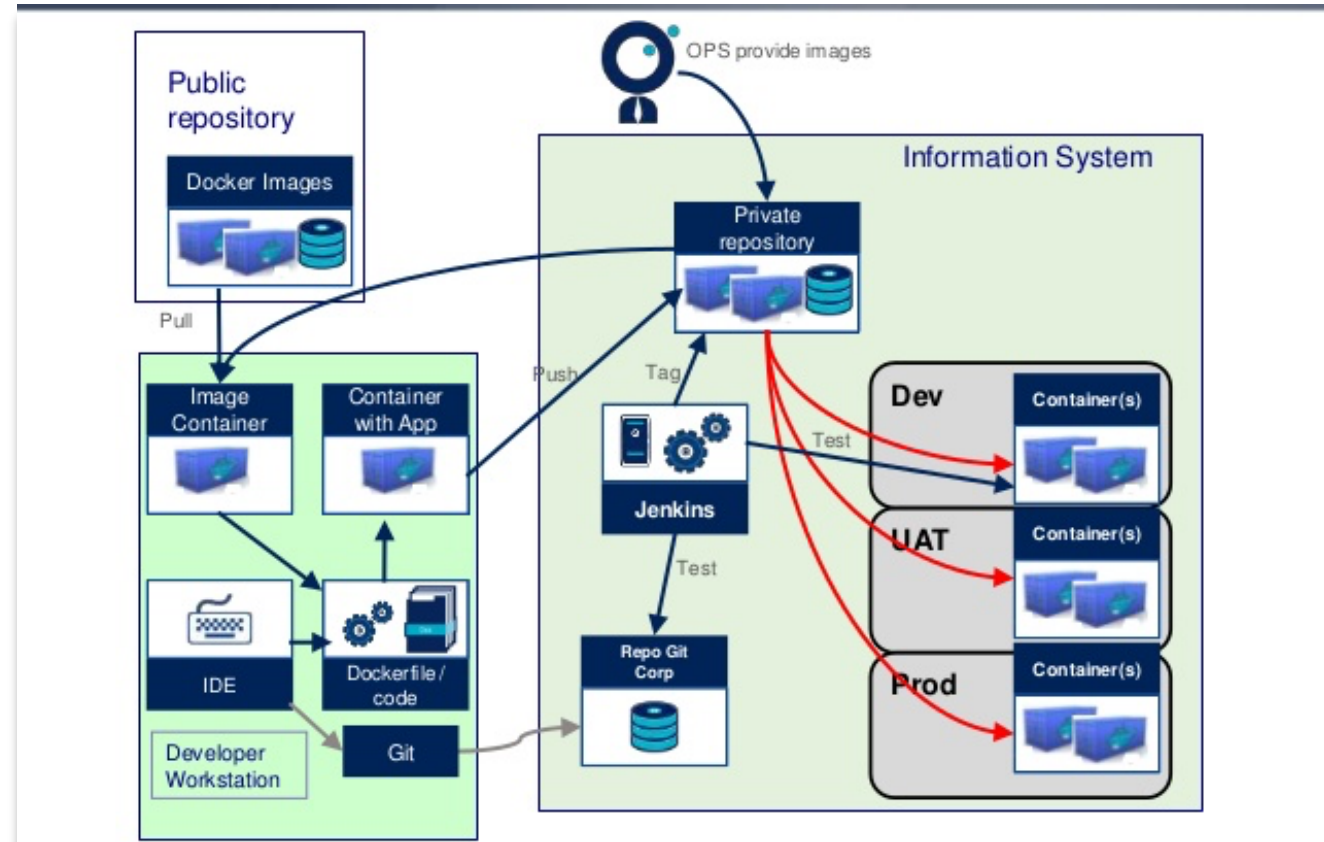 OPS provide images
Public
repository
Docker Images
Information System
Private
repository
Pull
Push
Tag
Image
Container
Container
with App
Dev
Container(s)
Test
Jenkins
UAT
Container(s)
Test
IDE
Dockerfile /
code
Repo Git
Corp
Prod
Container(s)
Developer
Workstation
Git